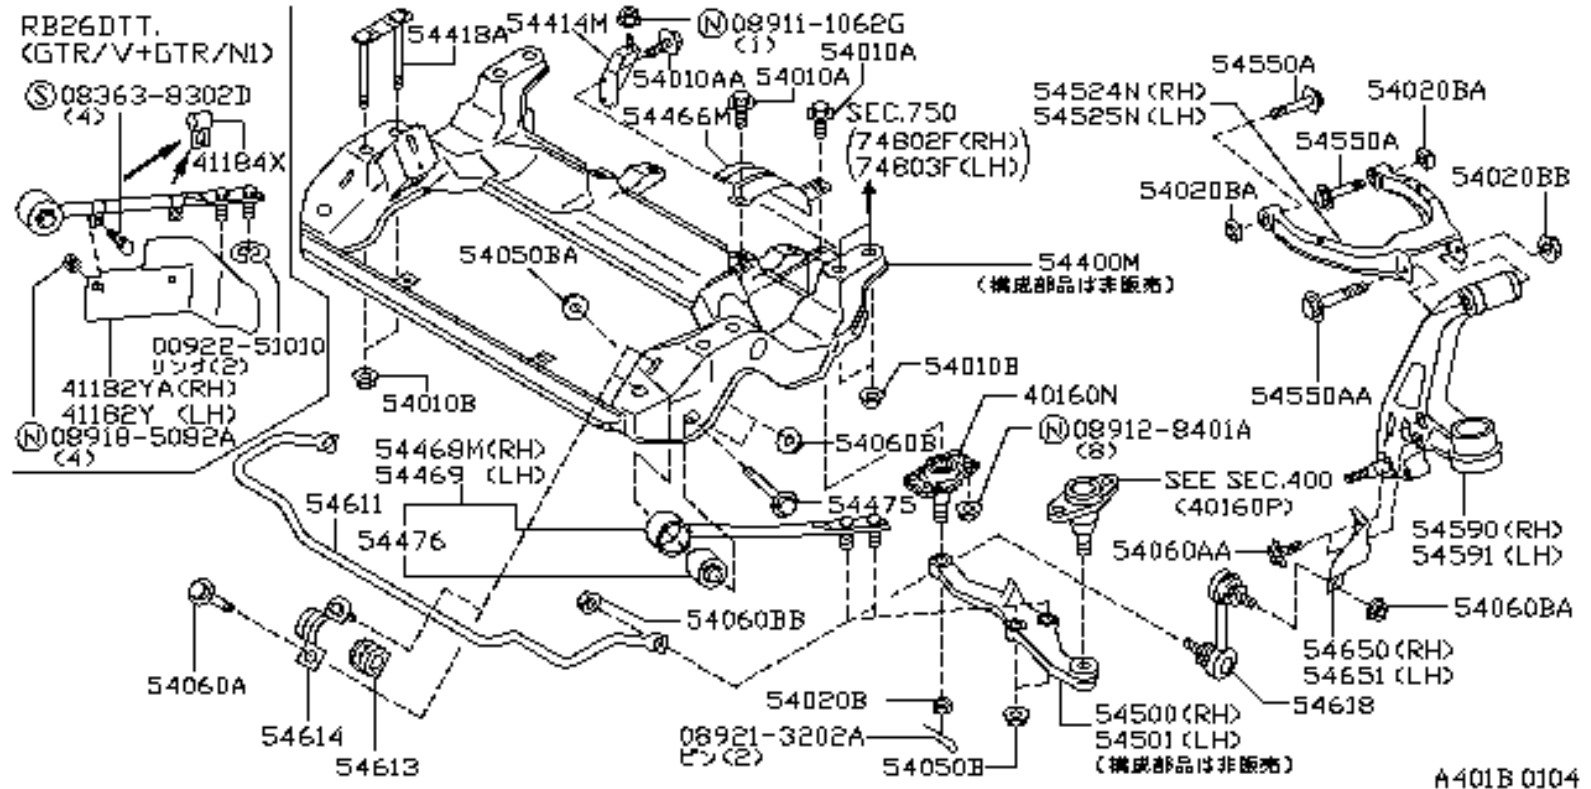 RB26DTT.
(GTR/V+GTR/N1)
Ⓢ08363-8302D
(4)
41184X
00922-51010
リング(2)
41182YA(RH)
41182Y (LH)
Ⓝ08918-5082A
(4)
54418A
54414M
Ⓝ08911-1062G
(1)
54010AA
54010A
54010A
54466M
SEC.750
(74802F(RH)
74803F(LH))
54550A
54524N(RH)
54525N(LH)
54020BA
54550A
54020BB
54020BA
54050BA
54400M
(構成部品は非販売)
54010B
54010B
40160N
54550AA
54060B
Ⓝ08912-8401A
(8)
54468M(RH)
54469 (LH)
54475
SEE SEC.400
(40160P)
54611
54476
54590(RH)
54591(LH)
54060AA
54060BB
54060BA
54650(RH)
54651(LH)
54618
54060A
54614
54613
54020B
08921-3202A
ピン(2)
54050B
54500(RH)
54501(LH)
(構成部品は非販売)
A401B 0104